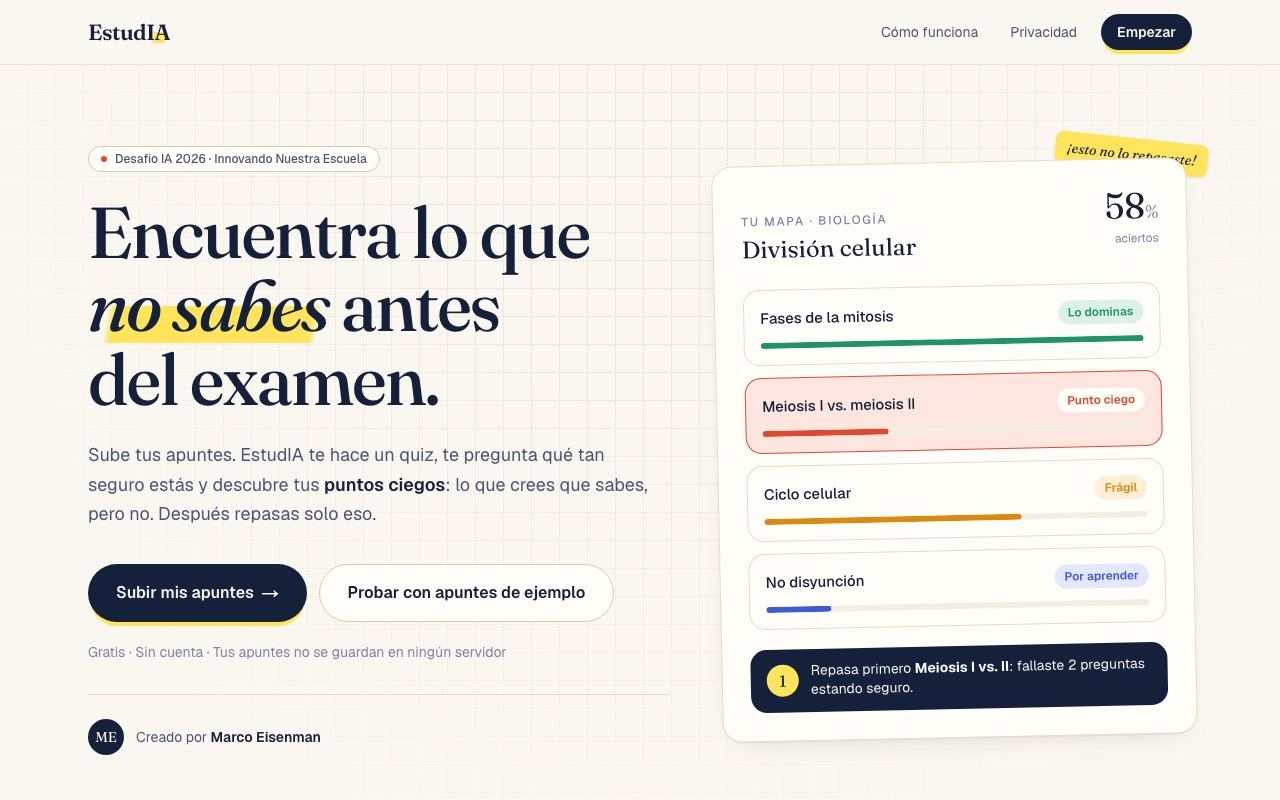 EstudIA
Cómo funciona
Privacidad
Empezar
Desafío IA 2026 · Innovando Nuestra Escuela
Encuentra lo que
no sabes antes
del examen.
Sube tus apuntes. EstudIA te hace un quiz, te pregunta qué tan
seguro estás y descubre tus puntos ciegos: lo que crees que sabes,
pero no. Después repasas solo eso.
Subir mis apuntes →
Probar con apuntes de ejemplo
Gratis · Sin cuenta · Tus apuntes no se guardan en ningún servidor
ME
Creado por Marco Eisenman
¡esto no lo repasaste!
TU MAPA · BIOLOGÍA
División celular
58%
aciertos
Fases de la mitosis
Lo dominas
Meiosis I vs. meiosis II
Punto ciego
Ciclo celular
Frágil
No disyunción
Por aprender
1
Repasa primero Meiosis I vs. II: fallaste 2 preguntas
estando seguro.